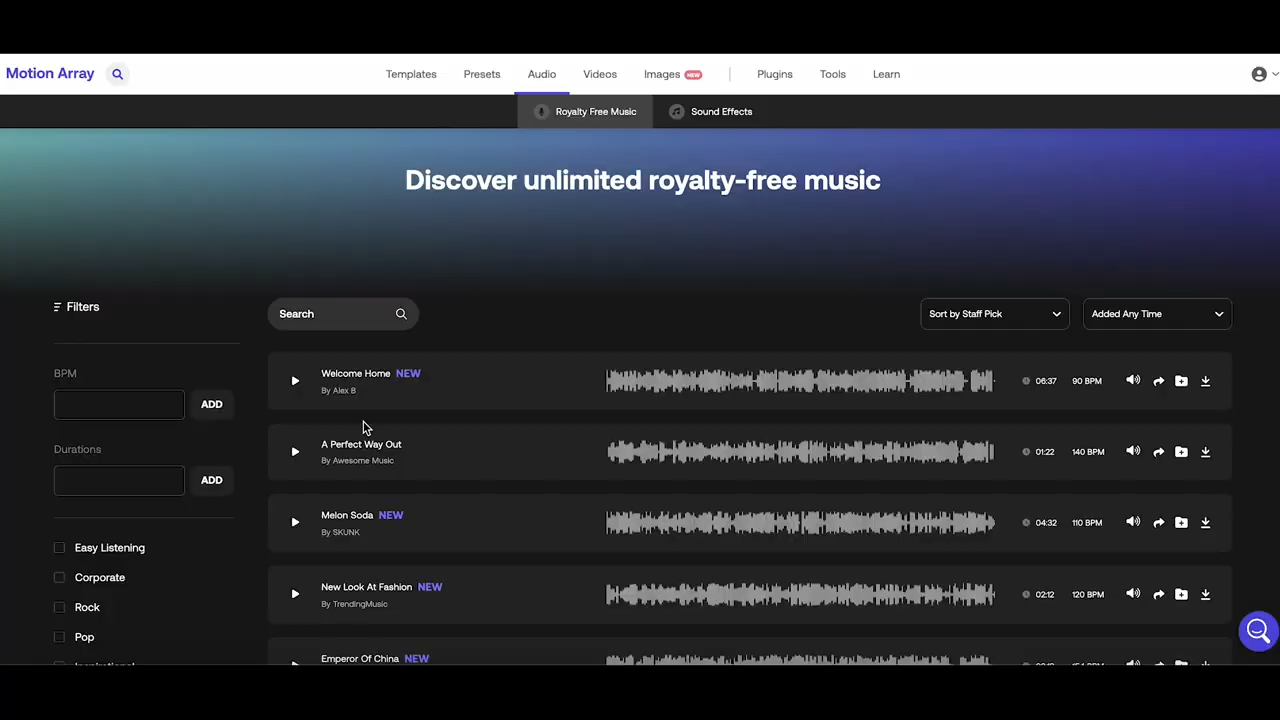 Motion Array
Templates Presets Audio Videos Images NEW Plugins Tools Learn
Royalty Free Music Sound Effects
Discover unlimited royalty-free music
Filters
Search
Sort by Staff Pick
Added Any Time
BPM
ADD
Durations
ADD
Easy Listening
Corporate
Rock
Pop
Inspirational
Welcome Home NEW
By Alex B
06:37 90 BPM
A Perfect Way Out
By Awesome Music
01:22 140 BPM
Melon Soda NEW
By SKUNK
04:32 110 BPM
New Look At Fashion NEW
By TrendingMusic
02:12 120 BPM
Emperor Of China NEW